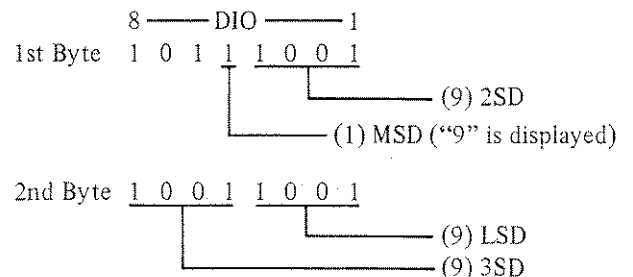 8 DIO 1
1st Byte 1 0 1 1 1 0 0 1
(9) 2SD
(1) MSD (“9” is displayed)
2nd Byte 1 0 0 1 1 0 0 1
(9) LSD
(9) 3SD